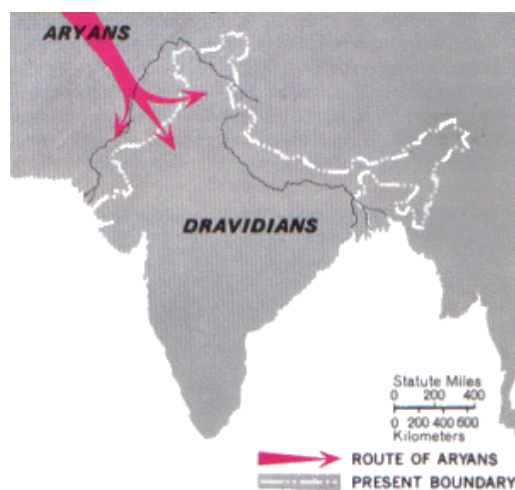 ARYANS
DRAVIDIANS
Statute Miles
0 200 400
0 200 400 600
Kilometers
ROUTE OF ARYANS
PRESENT BOUNDARY